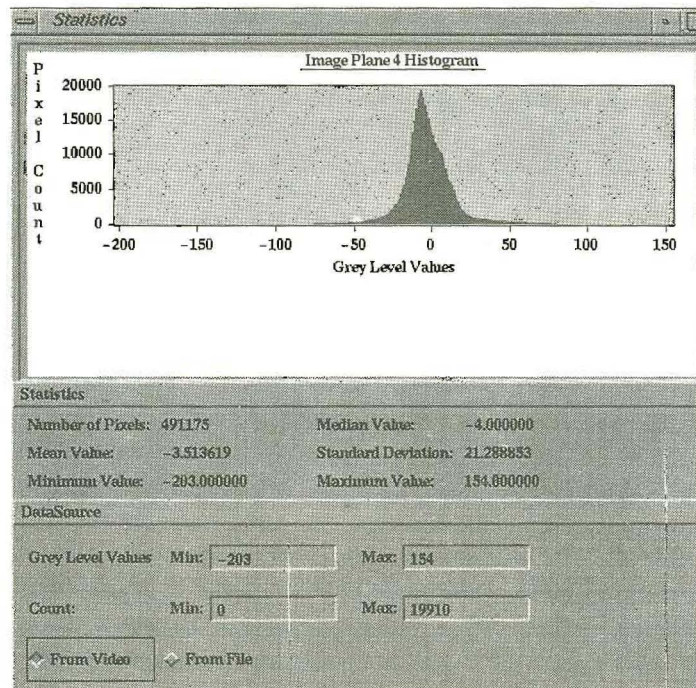 Statistics
Image Plane 4 Histogram
Pixel Count
20000
15000
10000
5000
0
-200 -150 -100 -50 0 50 100 150
Grey Level Values
Statistics
Number of Pixels: 491175 Median Value: -4.000000
Mean Value: -3.513619 Standard Deviation: 21.288853
Minimum Value: -203.000000 Maximum Value: 154.000000
DataSource
Grey Level Values Min: -203 Max: 154
Count: Min: 0 Max: 19910
From Video From File